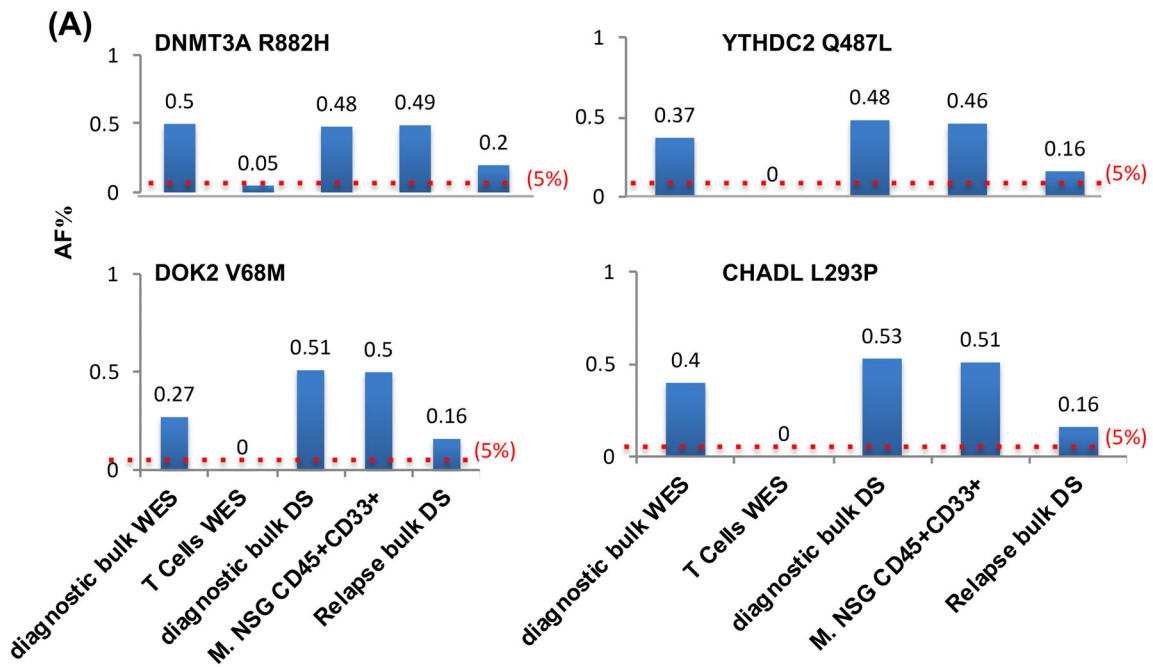 (A)
DNMT3A R882H
1
0.5
0
0.5
0.05
0.48
0.49
0.2
(5%)
YTHDC2 Q487L
1
0.5
0
0.37
0
0.48
0.46
0.16
(5%)
AF%
DOK2 V68M
1
0.5
0
0.27
0
0.51
0.5
0.16
(5%)
diagnostic bulk WES
T Cells WES
diagnostic bulk DS
M. NSG CD45+CD33+
Relapse bulk DS
CHADL L293P
1
0.5
0
0.4
0
0.53
0.51
0.16
(5%)
diagnostic bulk WES
T Cells WES
diagnostic bulk DS
M. NSG CD45+CD33+
Relapse bulk DS